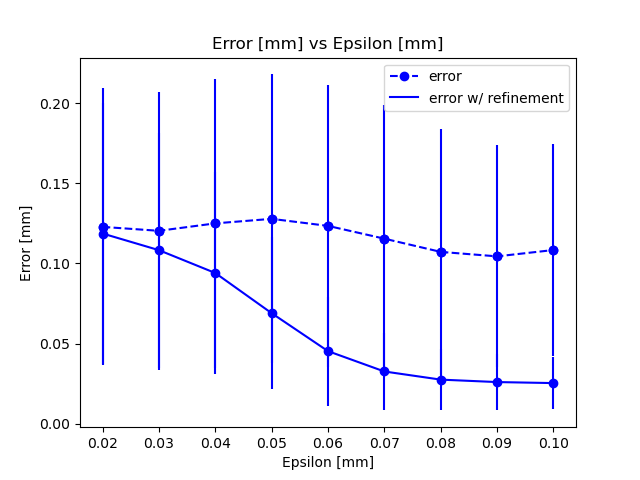 Error [mm] vs Epsilon [mm]
error
error w/ refinement
0.20
0.15
0.10
0.05
0.00
Error [mm]
0.02 0.03 0.04 0.05 0.06 0.07 0.08 0.09 0.10
Epsilon [mm]